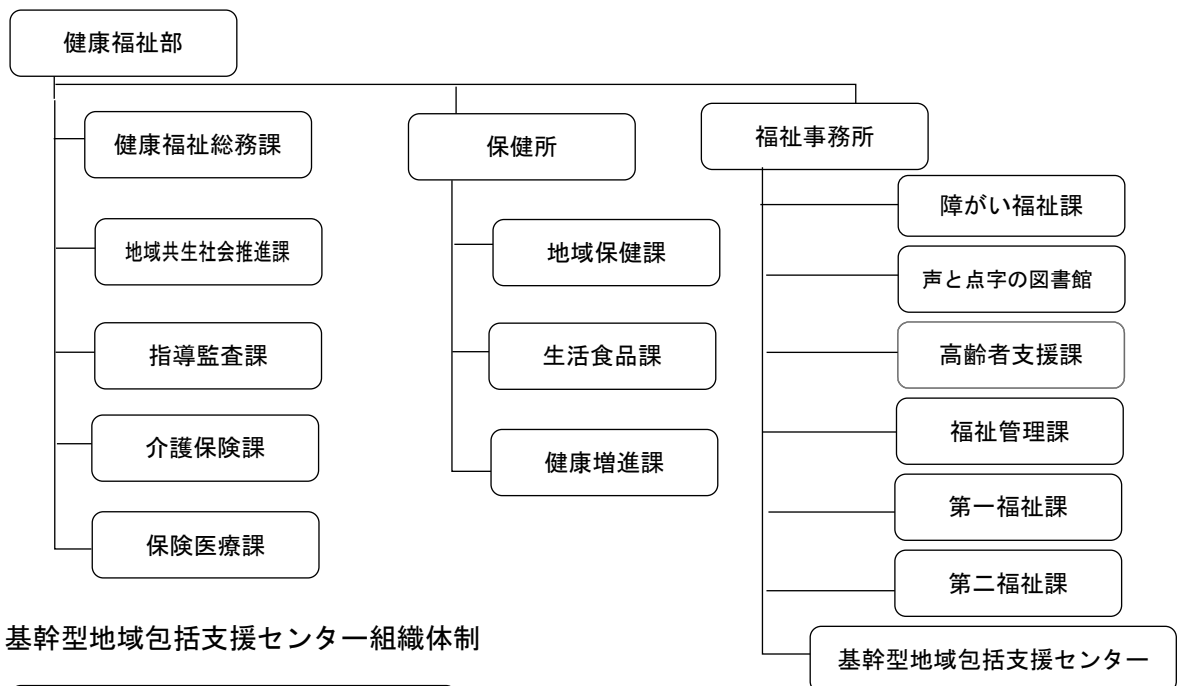 健康福祉部
健康福祉総務課
地域共生社会推進課
指導監査課
介護保険課
保険医療課
保健所
地域保健課
生活食品課
健康増進課
福祉事務所
障がい福祉課
声と点字の図書館
高齢者支援課
福祉管理課
第一福祉課
第二福祉課
基幹型地域包括支援センター
基幹型地域包括支援センター組織体制